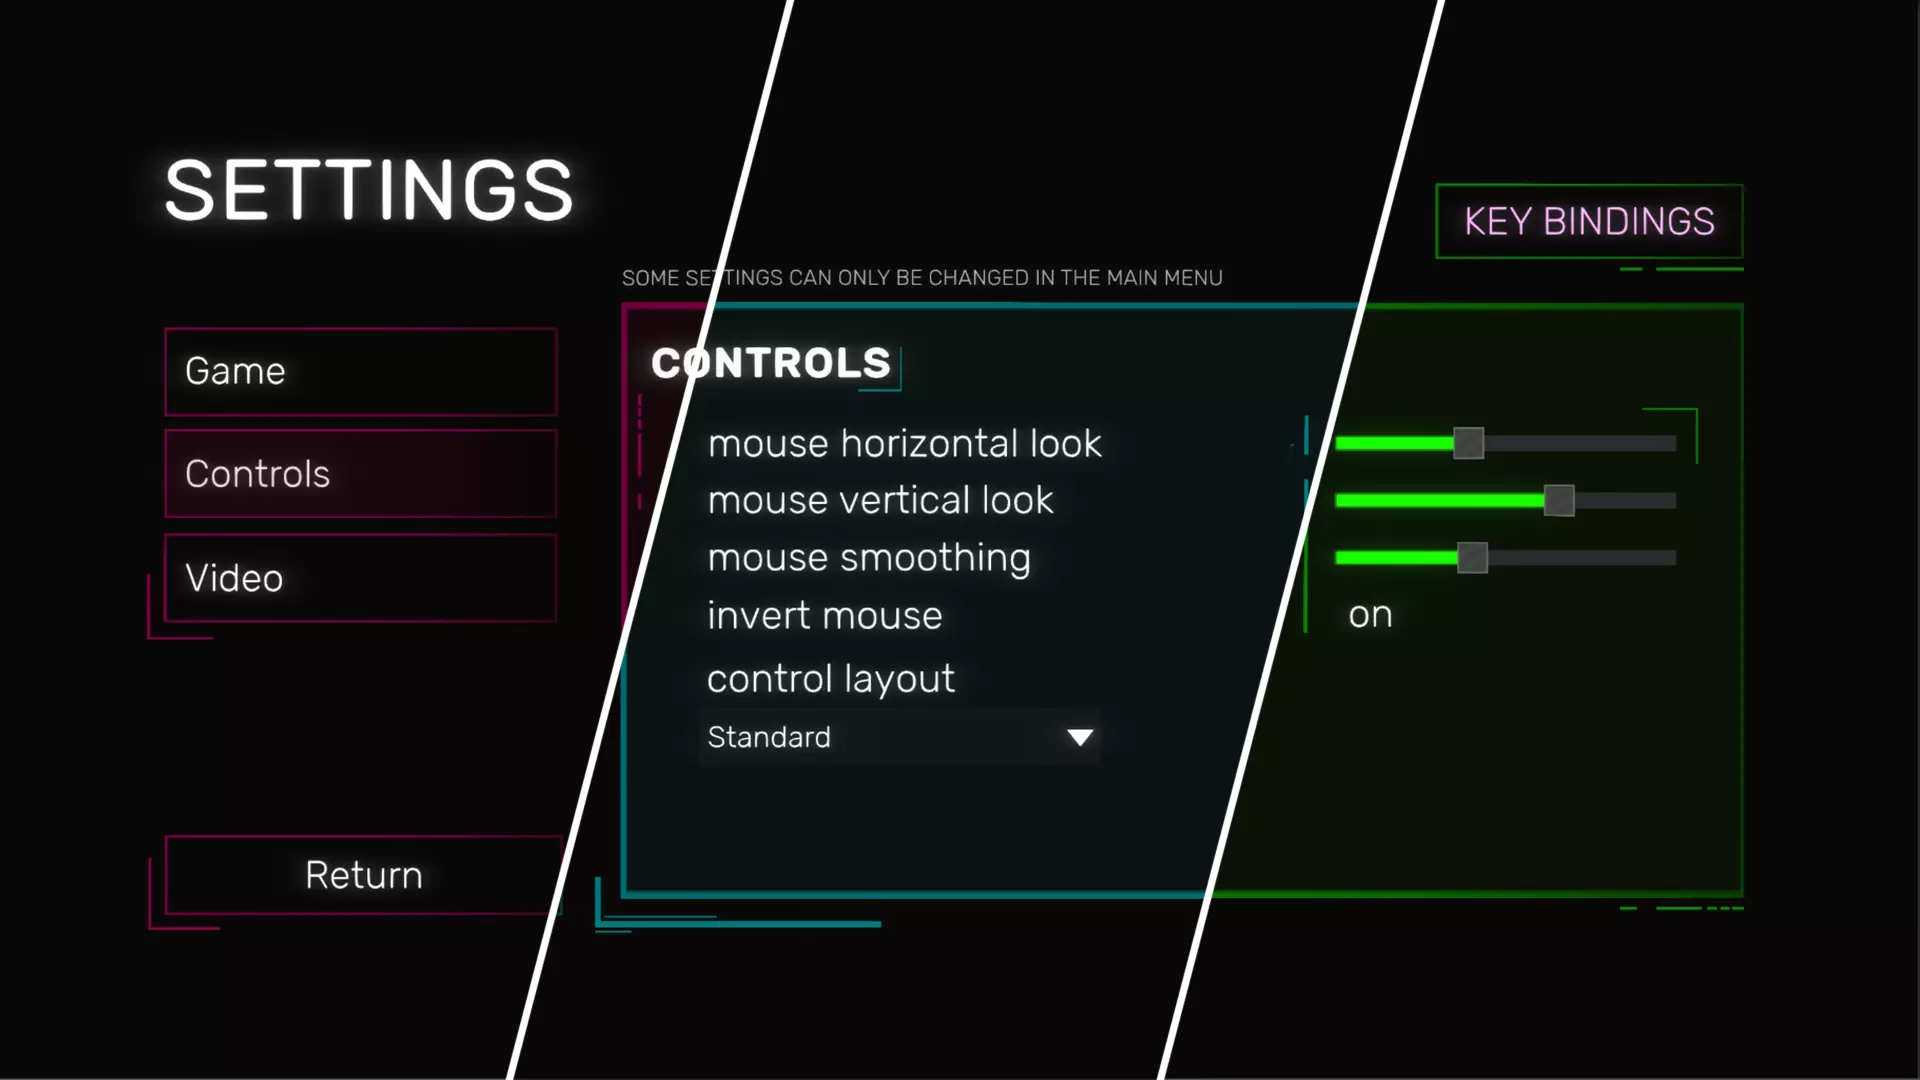 SETTINGS
KEY BINDINGS
SOME SETTINGS CAN ONLY BE CHANGED IN THE MAIN MENU
Game
Controls
Video
Return
CONTROLS
mouse horizontal look
mouse vertical look
mouse smoothing
invert mouse on
control layout
Standard